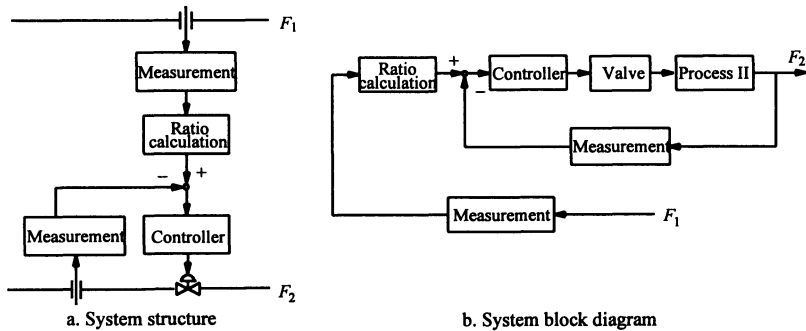 F₁
Measurement
Ratio
calculation
− +
Measurement
Controller
F₂
a. System structure
Ratio
calculation
+
−
Controller
Valve
Process II
F₂
Measurement
Measurement
F₁
b. System block diagram